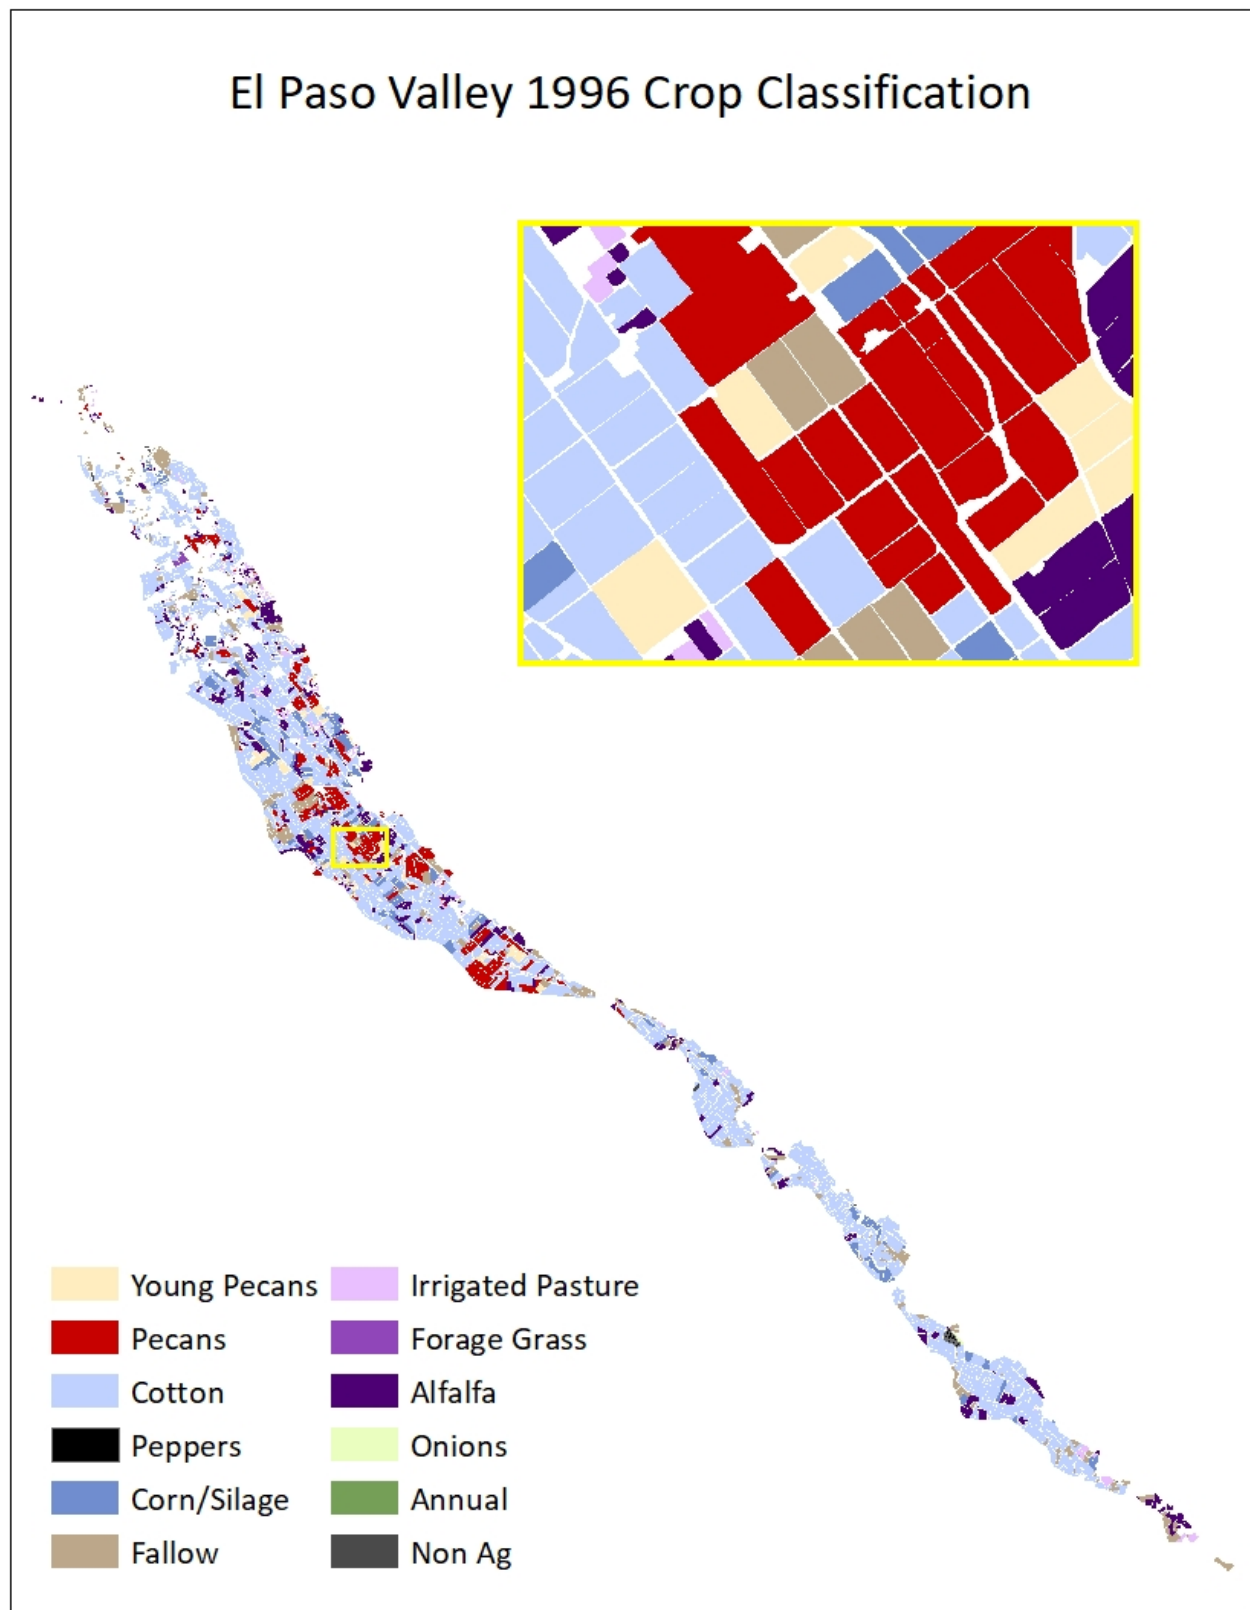 El Paso Valley 1996 Crop Classification
Young Pecans
Pecans
Cotton
Peppers
Corn/Silage
Fallow
Irrigated Pasture
Forage Grass
Alfalfa
Onions
Annual
Non Ag